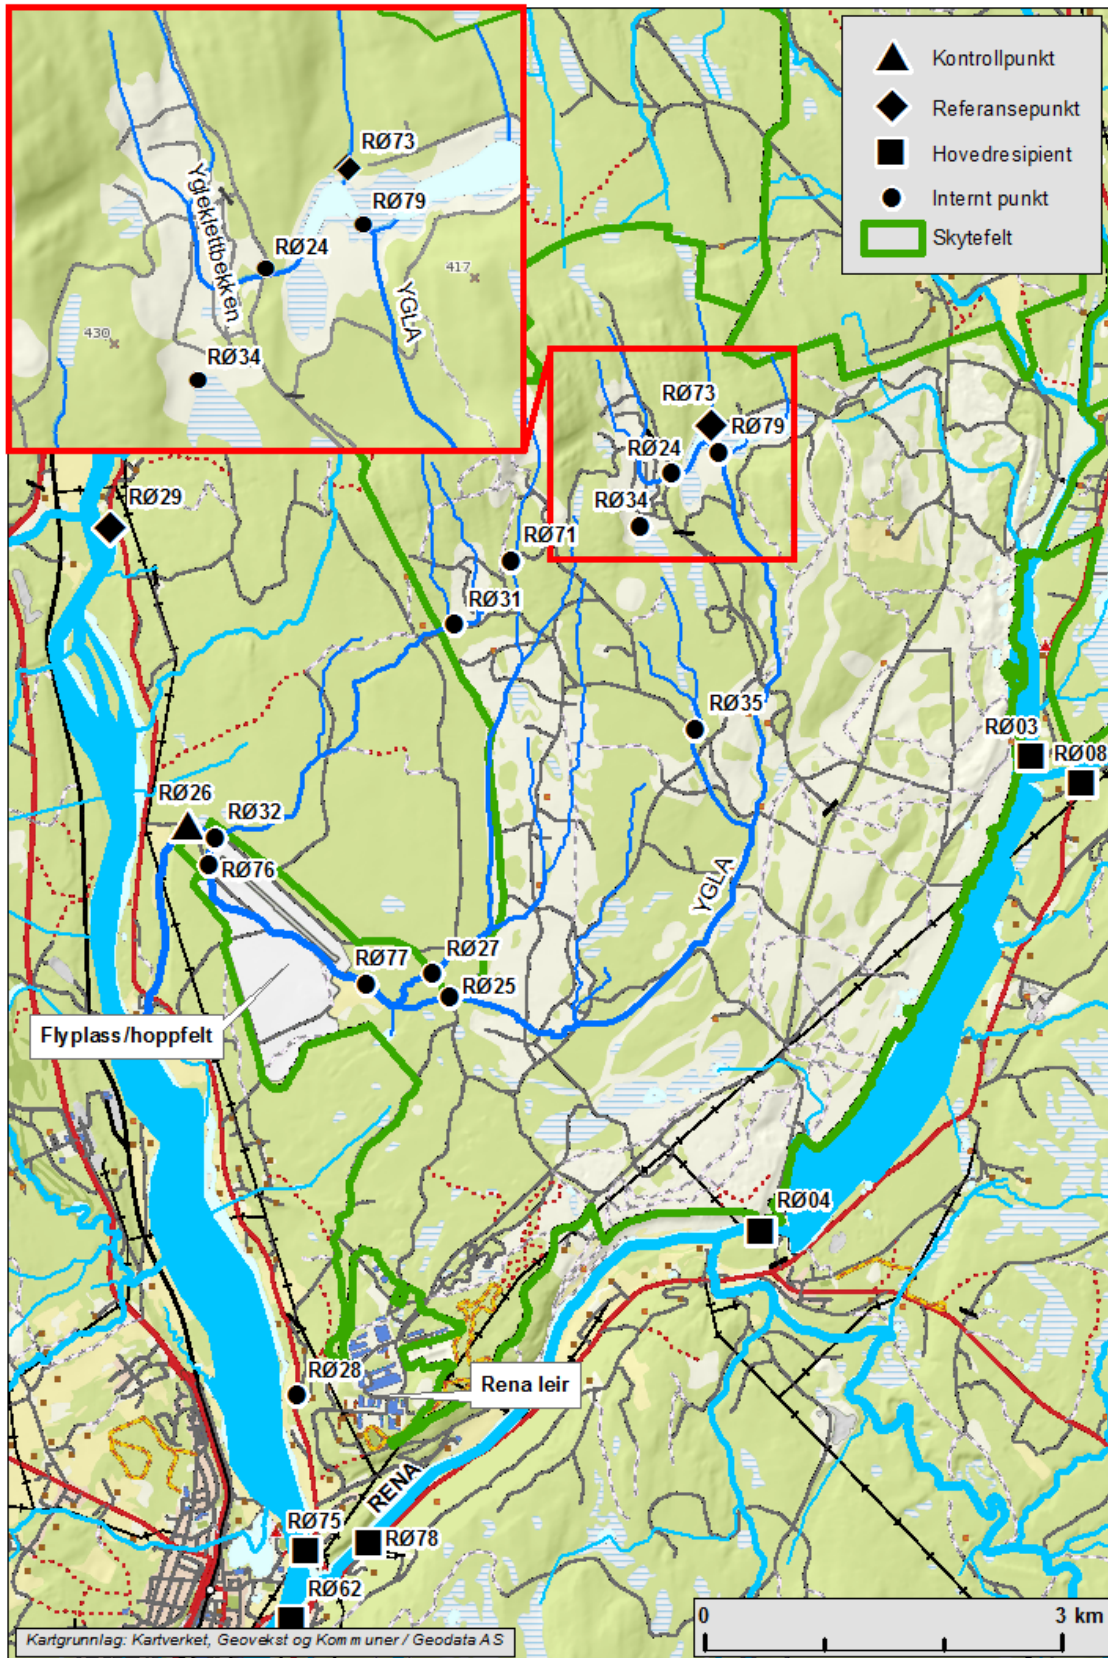 Kontrollpunkt
Referansepunkt
Hovedresipient
Internt punkt
Skytefelt
RØ73
RØ79
Ygleklettbekken
RØ24
417
YGLA
430
RØ34
RØ73
RØ79
RØ24
RØ34
RØ29
RØ71
RØ31
RØ35
RØ03
RØ08
RØ26
RØ32
RØ76
YGLA
RØ27
RØ77
RØ25
Flyplass/hoppfelt
RØ04
RØ28
Rena leir
RENA
RØ75
RØ78
RØ62
0 3 km
Kartgrunnlag: Kartverket, Geovekst og Kommuner / Geodata AS